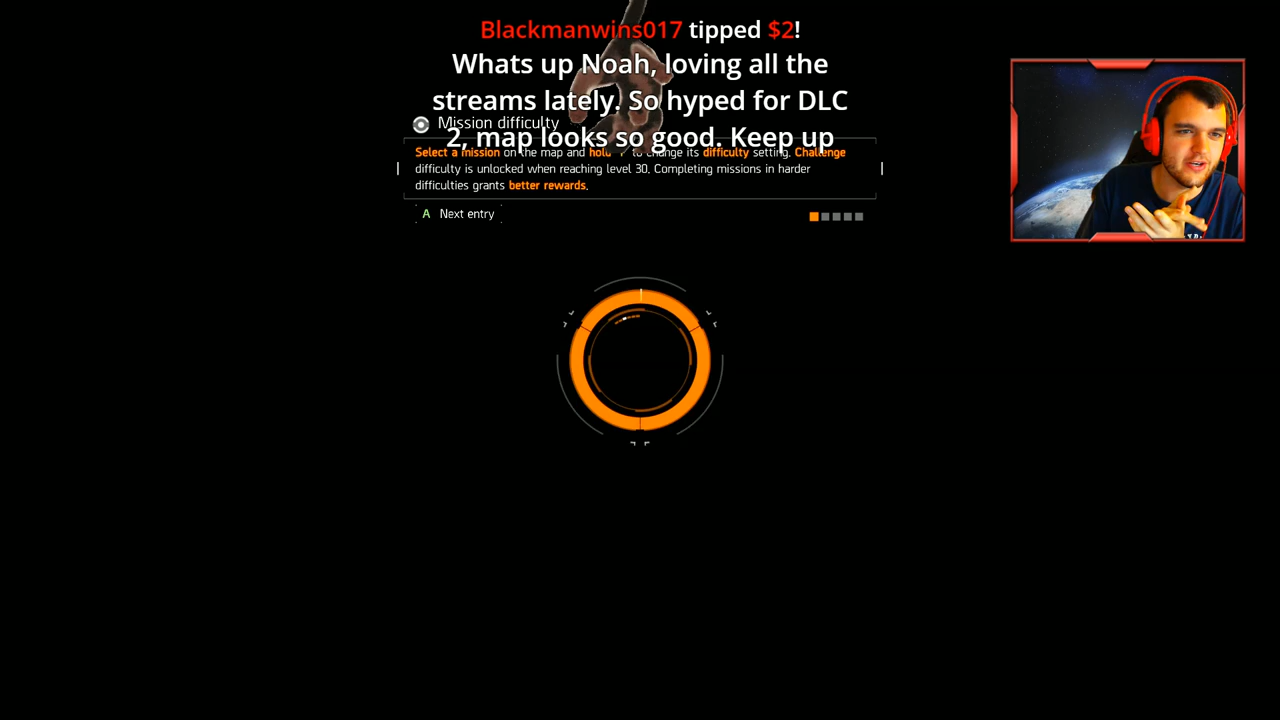 Blackmanwins017 tipped $2!
Whats up Noah, loving all the
streams lately. So hyped for DLC
2, map looks so good. Keep up
Mission difficulty
Select a mission on the map and hold to change its difficulty setting. Challenge
difficulty is unlocked when reaching level 30. Completing missions in harder
difficulties grants better rewards.
A Next entry